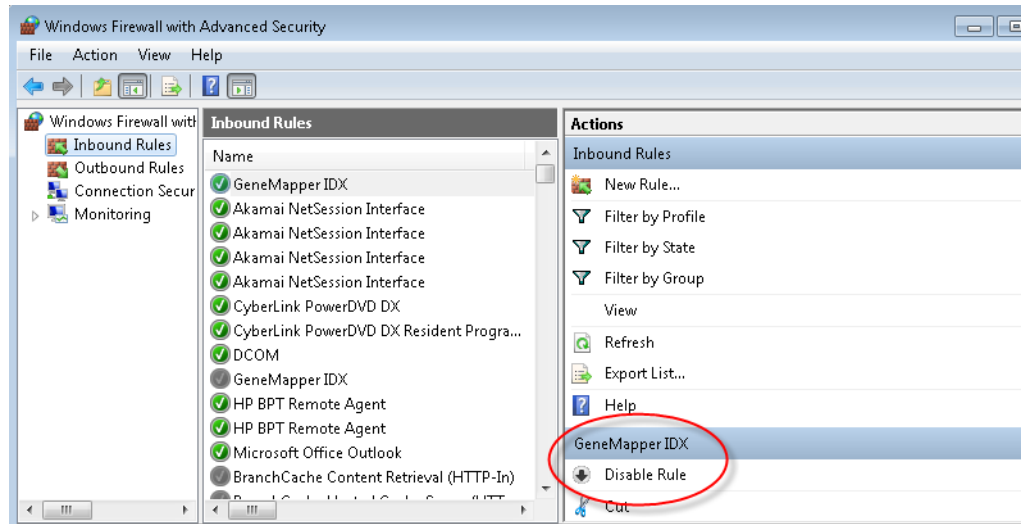 Windows Firewall with Advanced Security
File Action View Help
Windows Firewall with
Inbound Rules
Outbound Rules
Connection Secur
Monitoring
Inbound Rules
Name
GeneMapper IDX
Akamai NetSession Interface
Akamai NetSession Interface
Akamai NetSession Interface
Akamai NetSession Interface
CyberLink PowerDVD DX
CyberLink PowerDVD DX Resident Progra...
DCOM
GeneMapper IDX
HP BPT Remote Agent
HP BPT Remote Agent
Microsoft Office Outlook
BranchCache Content Retrieval (HTTP-In)
Actions
Inbound Rules
New Rule...
Filter by Profile
Filter by State
Filter by Group
View
Refresh
Export List...
Help
GeneMapper IDX
Disable Rule
Cut